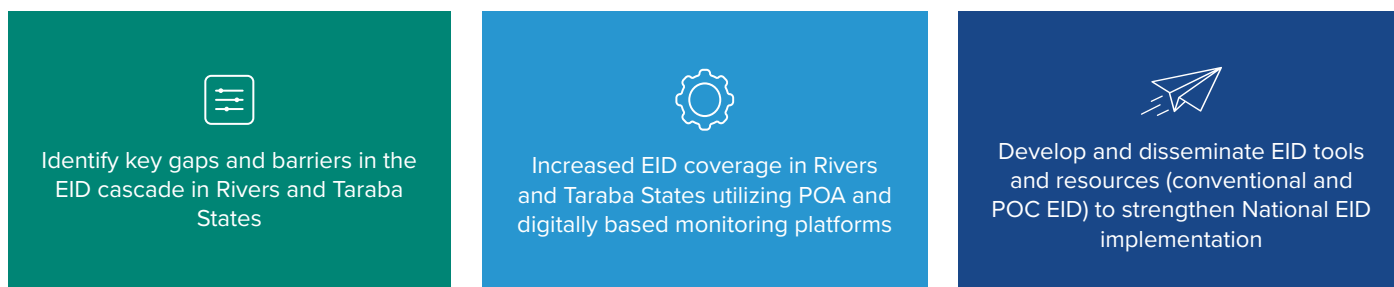 Identify key gaps and barriers in the
EID cascade in Rivers and Taraba
States
Increased EID coverage in Rivers
and Taraba States utilizing POA and
digitally based monitoring platforms
Develop and disseminate EID tools
and resources (conventional and
POC EID) to strengthen National EID
implementation